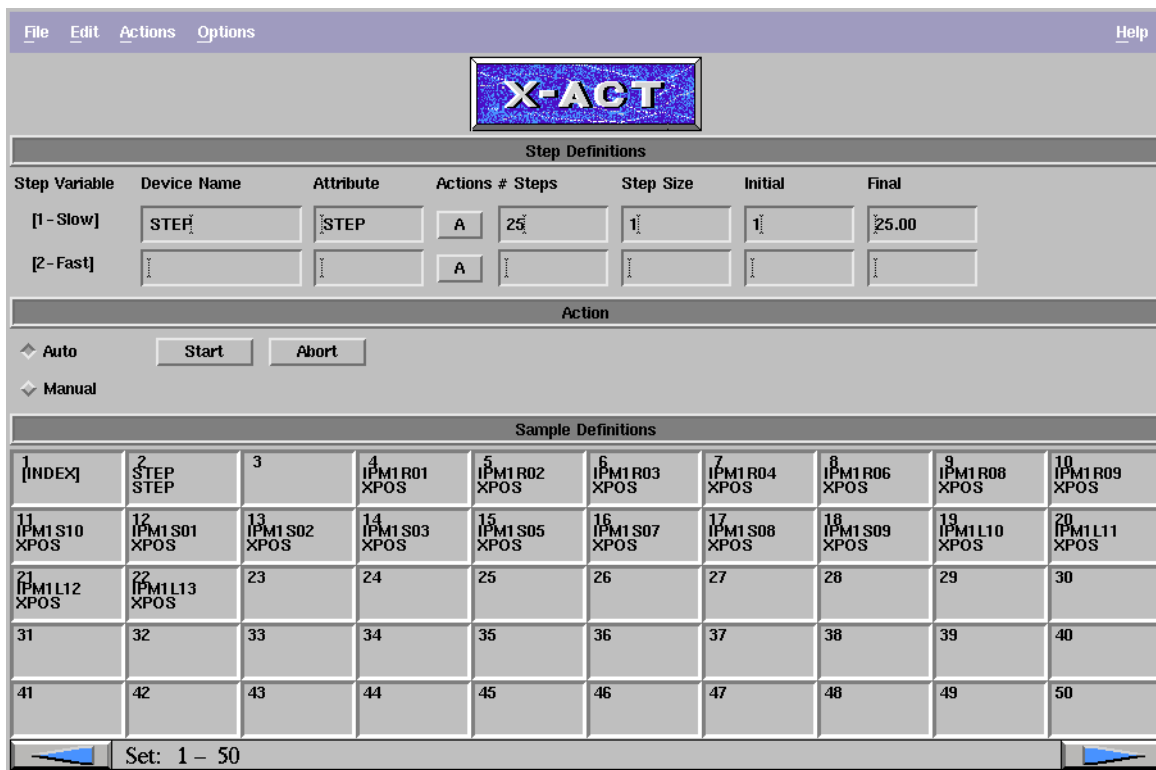 File Edit Actions Options Help
X-ACT
Step Definitions
Step Variable Device Name Attribute Actions # Steps Step Size Initial Final
[1-Slow] STEP STEP A 25 1 1 25.00
[2-Fast] A
Action
Auto Start Abort
Manual
Sample Definitions
1 2 3 4 5 6 7 8 9 10
[INDEX] STEP IPM1R01 IPM1R02 IPM1R03 IPM1R04 IPM1R06 IPM1R08 IPM1R09
STEP XPOS XPOS XPOS XPOS XPOS XPOS XPOS
11 12 13 14 15 16 17 18 19 20
IPM1S10 IPM1S01 IPM1S02 IPM1S03 IPM1S05 IPM1S07 IPM1S08 IPM1S09 IPM1L10 IPM1L11
XPOS XPOS XPOS XPOS XPOS XPOS XPOS XPOS XPOS XPOS
21 22 23 24 25 26 27 28 29 30
IPM1L12 IPM1L13
XPOS XPOS
31 32 33 34 35 36 37 38 39 40
41 42 43 44 45 46 47 48 49 50
Set: 1 – 50